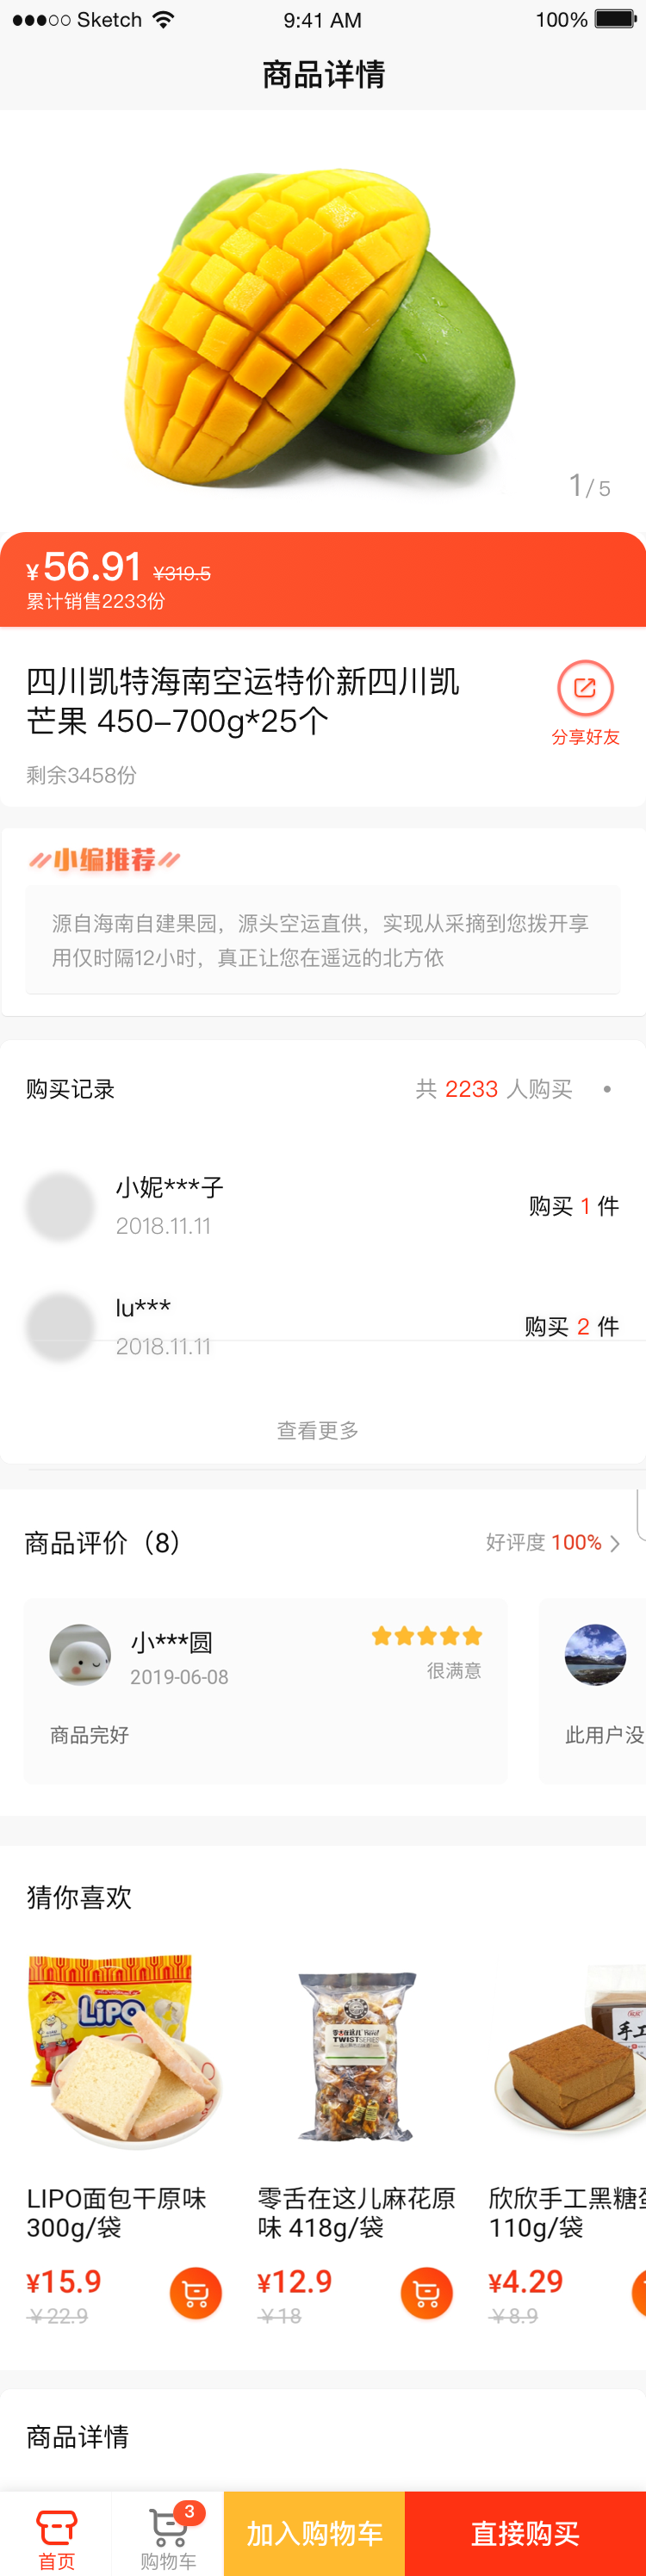 Sketch 9:41 AM 100%
商品详情
1/5
¥56.91 ¥319.5
累计销售2233份
四川凯特海南空运特价新四川凯
芒果 450-700g*25个
分享好友
剩余3458份
小编推荐
源自海南自建果园，源头空运直供，实现从采摘到您拨开享
用仅时隔12小时，真正让您在遥远的北方依
购买记录 共 2233 人购买
小妮***子
2018.11.11
购买 1 件
lu***
2018.11.11
购买 2 件
查看更多
商品评价（8） 好评度 100%
小***圆
2019-06-08
很满意
商品完好
此用户没
猜你喜欢
LIPO
TWIST
手工
LIPO面包干原味
300g/袋
¥15.9
￥22.9
零舌在这儿麻花原
味 418g/袋
¥12.9
￥18
欣欣手工黑糖蛋
110g/袋
¥4.29
￥8.9
商品详情
首页
3
购物车
加入购物车
直接购买